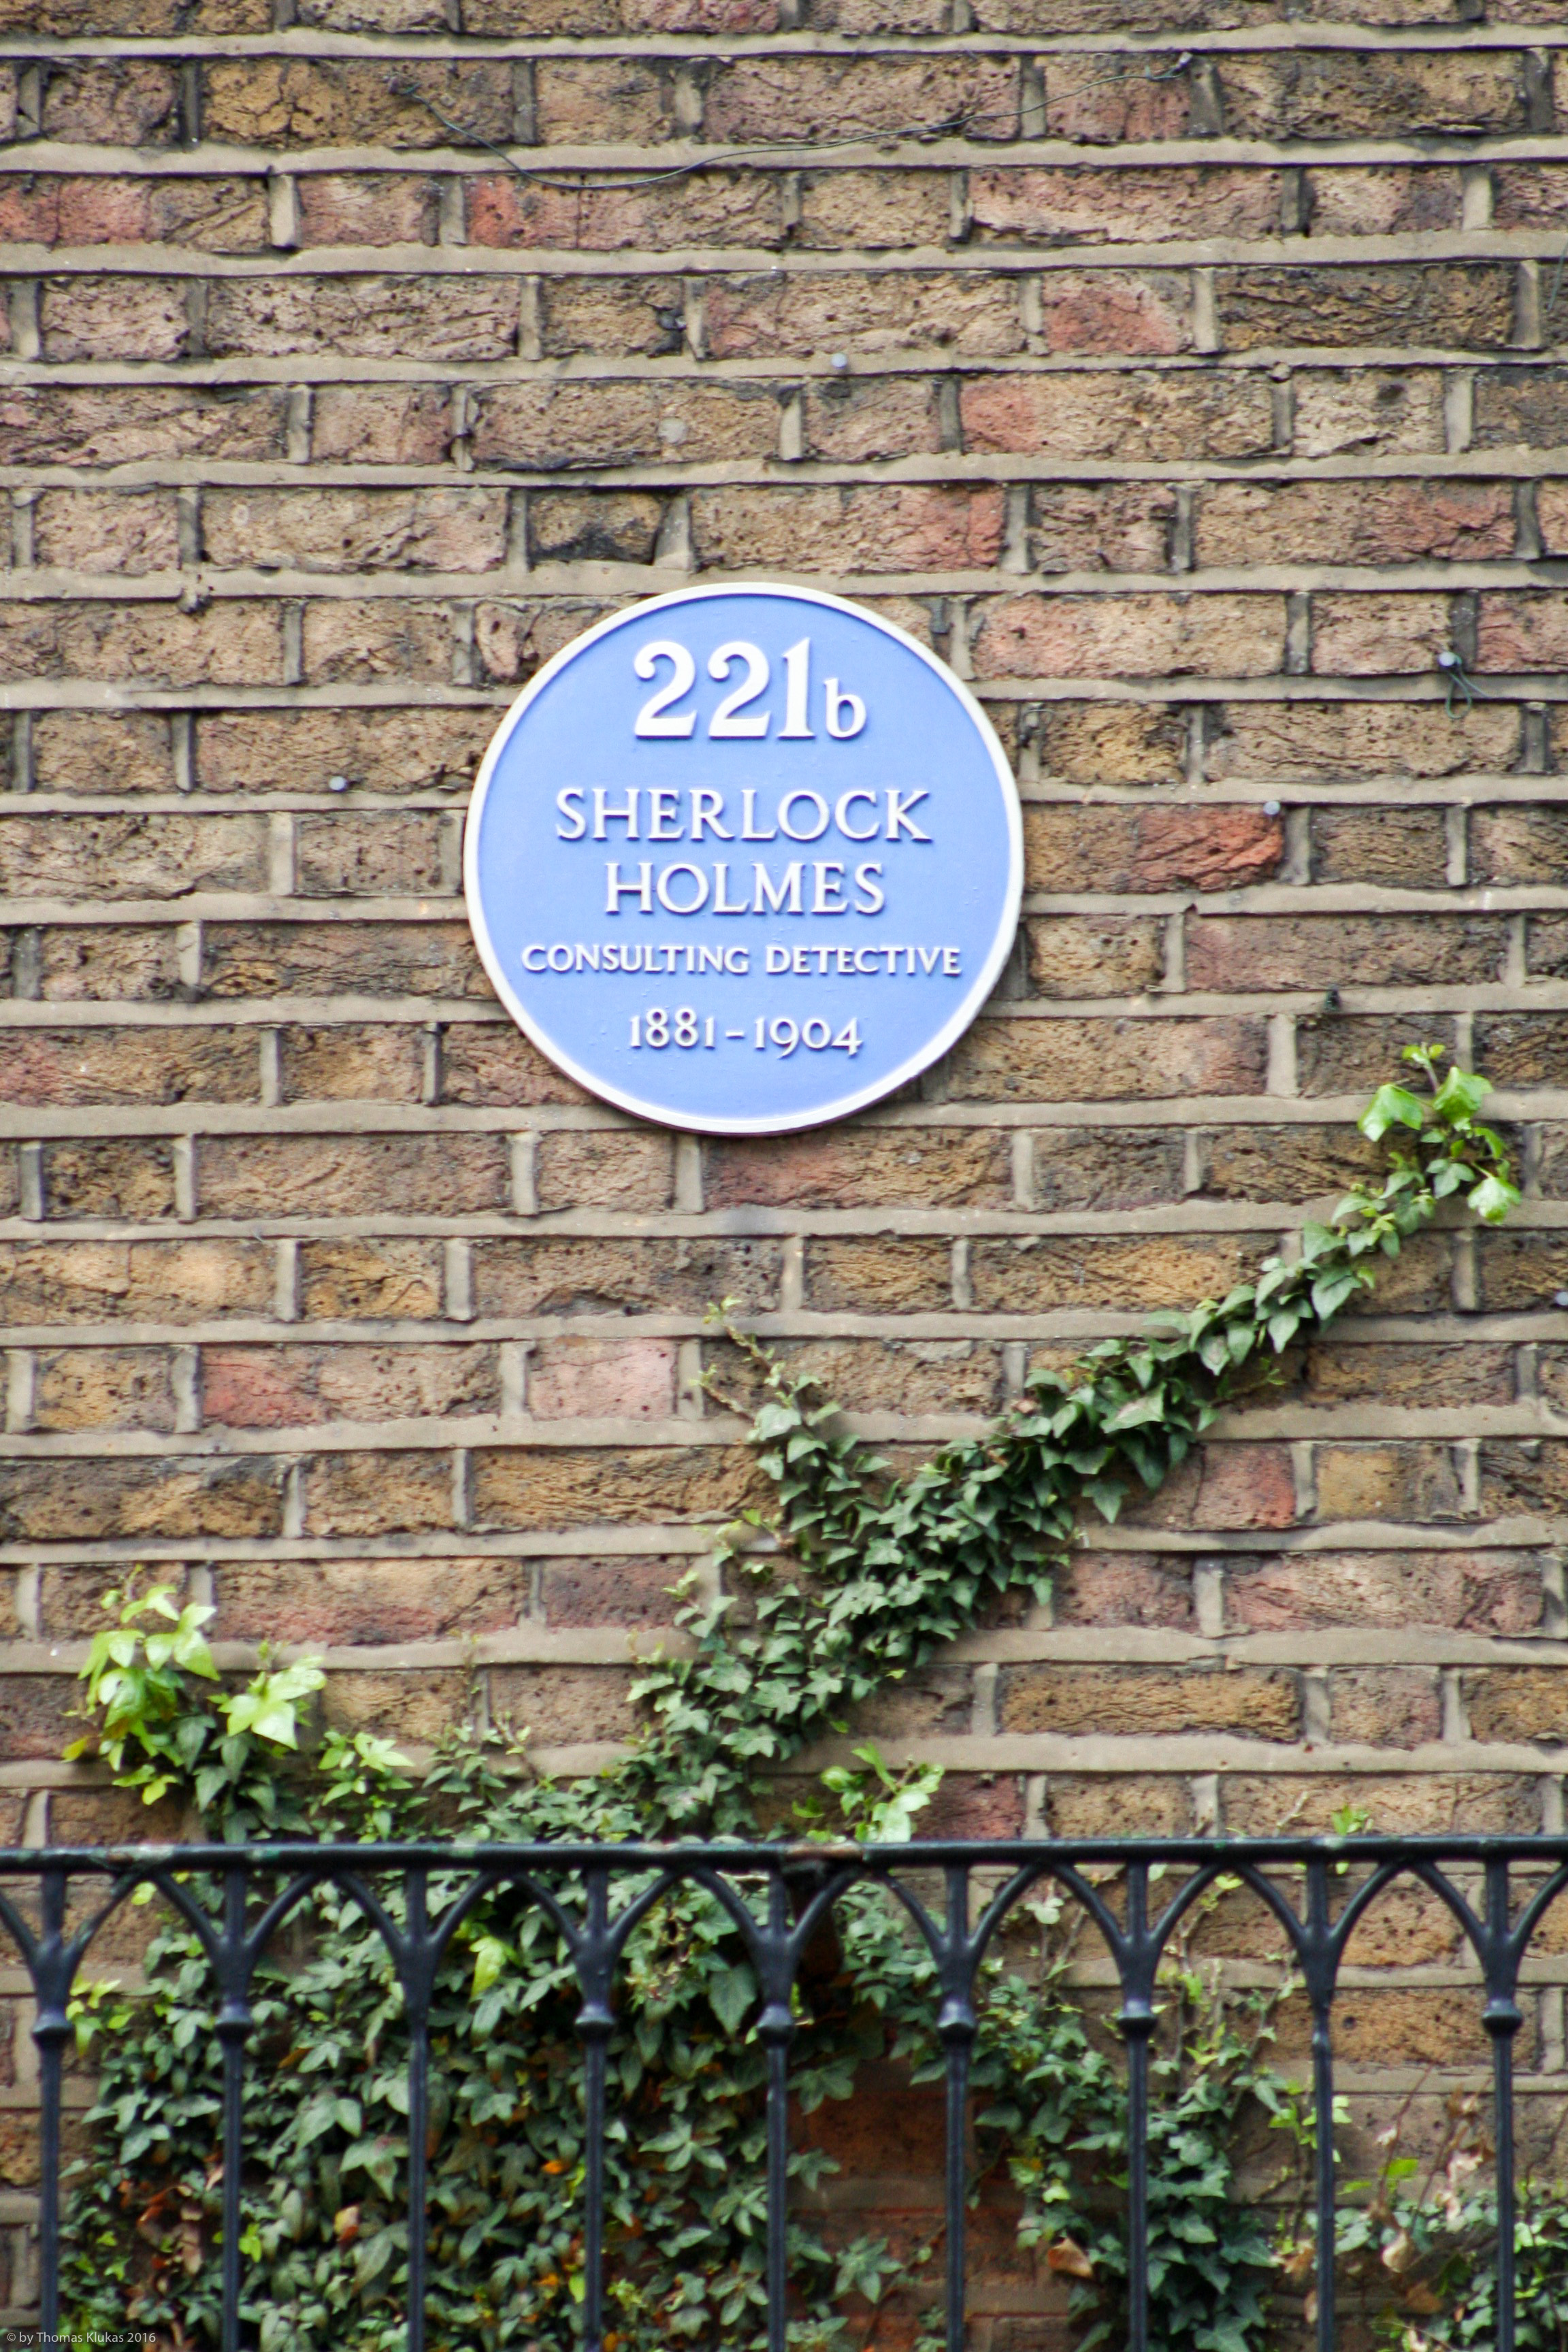 221b
SHERLOCK
HOLMES
CONSULTING DETECTIVE
1881-1904
© by Thomas Klukas 2016